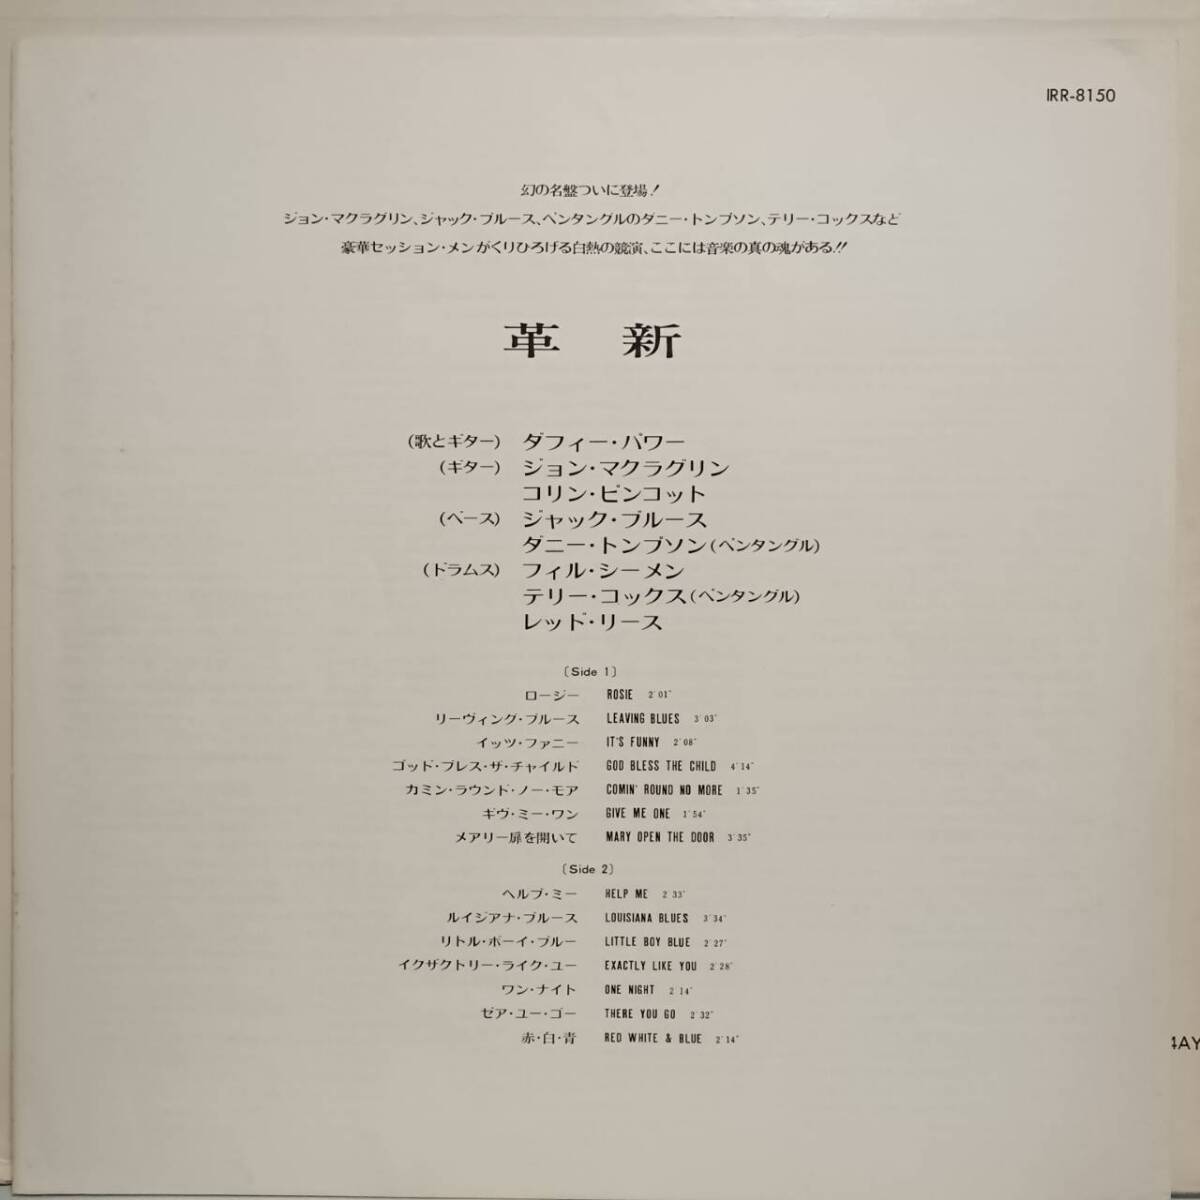 IRR-8150
幻の名盤ついに登場!
ジョン・マクラグリン、ジャック・ブルース、ペンタングルのダニー・トンプソン、テリー・コックスなど
豪華セッション・メンがくりひろげる白熱の競演、ここには音楽の真の魂がある!!
革 新
(歌とギター) ダフィー・パワー
(ギター) ジョン・マクラグリン
コリン・ピンコット
(ベース) ジャック・ブルース
ダニー・トンプソン(ペンタングル)
(ドラムス) フィル・シーメン
テリー・コックス(ペンタングル)
レッド・リース
〔Side 1〕
ロージー ROSIE 2'01"
リーヴィング・ブルース LEAVING BLUES 3'03"
イッツ・ファニー IT'S FUNNY 2'08"
ゴッド・ブレス・ザ・チャイルド GOD BLESS THE CHILD 4'14"
カミン・ラウンド・ノー・モア COMIN' ROUND NO MORE 1'35"
ギヴ・ミー・ワン GIVE ME ONE 1'54"
メアリー扉を開いて MARY OPEN THE DOOR 3'35"
〔Side 2〕
ヘルプ・ミー HELP ME 2'33"
ルイジアナ・ブルース LOUISIANA BLUES 3'34"
リトル・ボーイ・ブルー LITTLE BOY BLUE 2'27"
イクザクトリー・ライク・ユー EXACTLY LIKE YOU 2'28"
ワン・ナイト ONE NIGHT 2'14"
ゼア・ユー・ゴー THERE YOU GO 2'32"
赤・白・青 RED WHITE & BLUE 2'14"